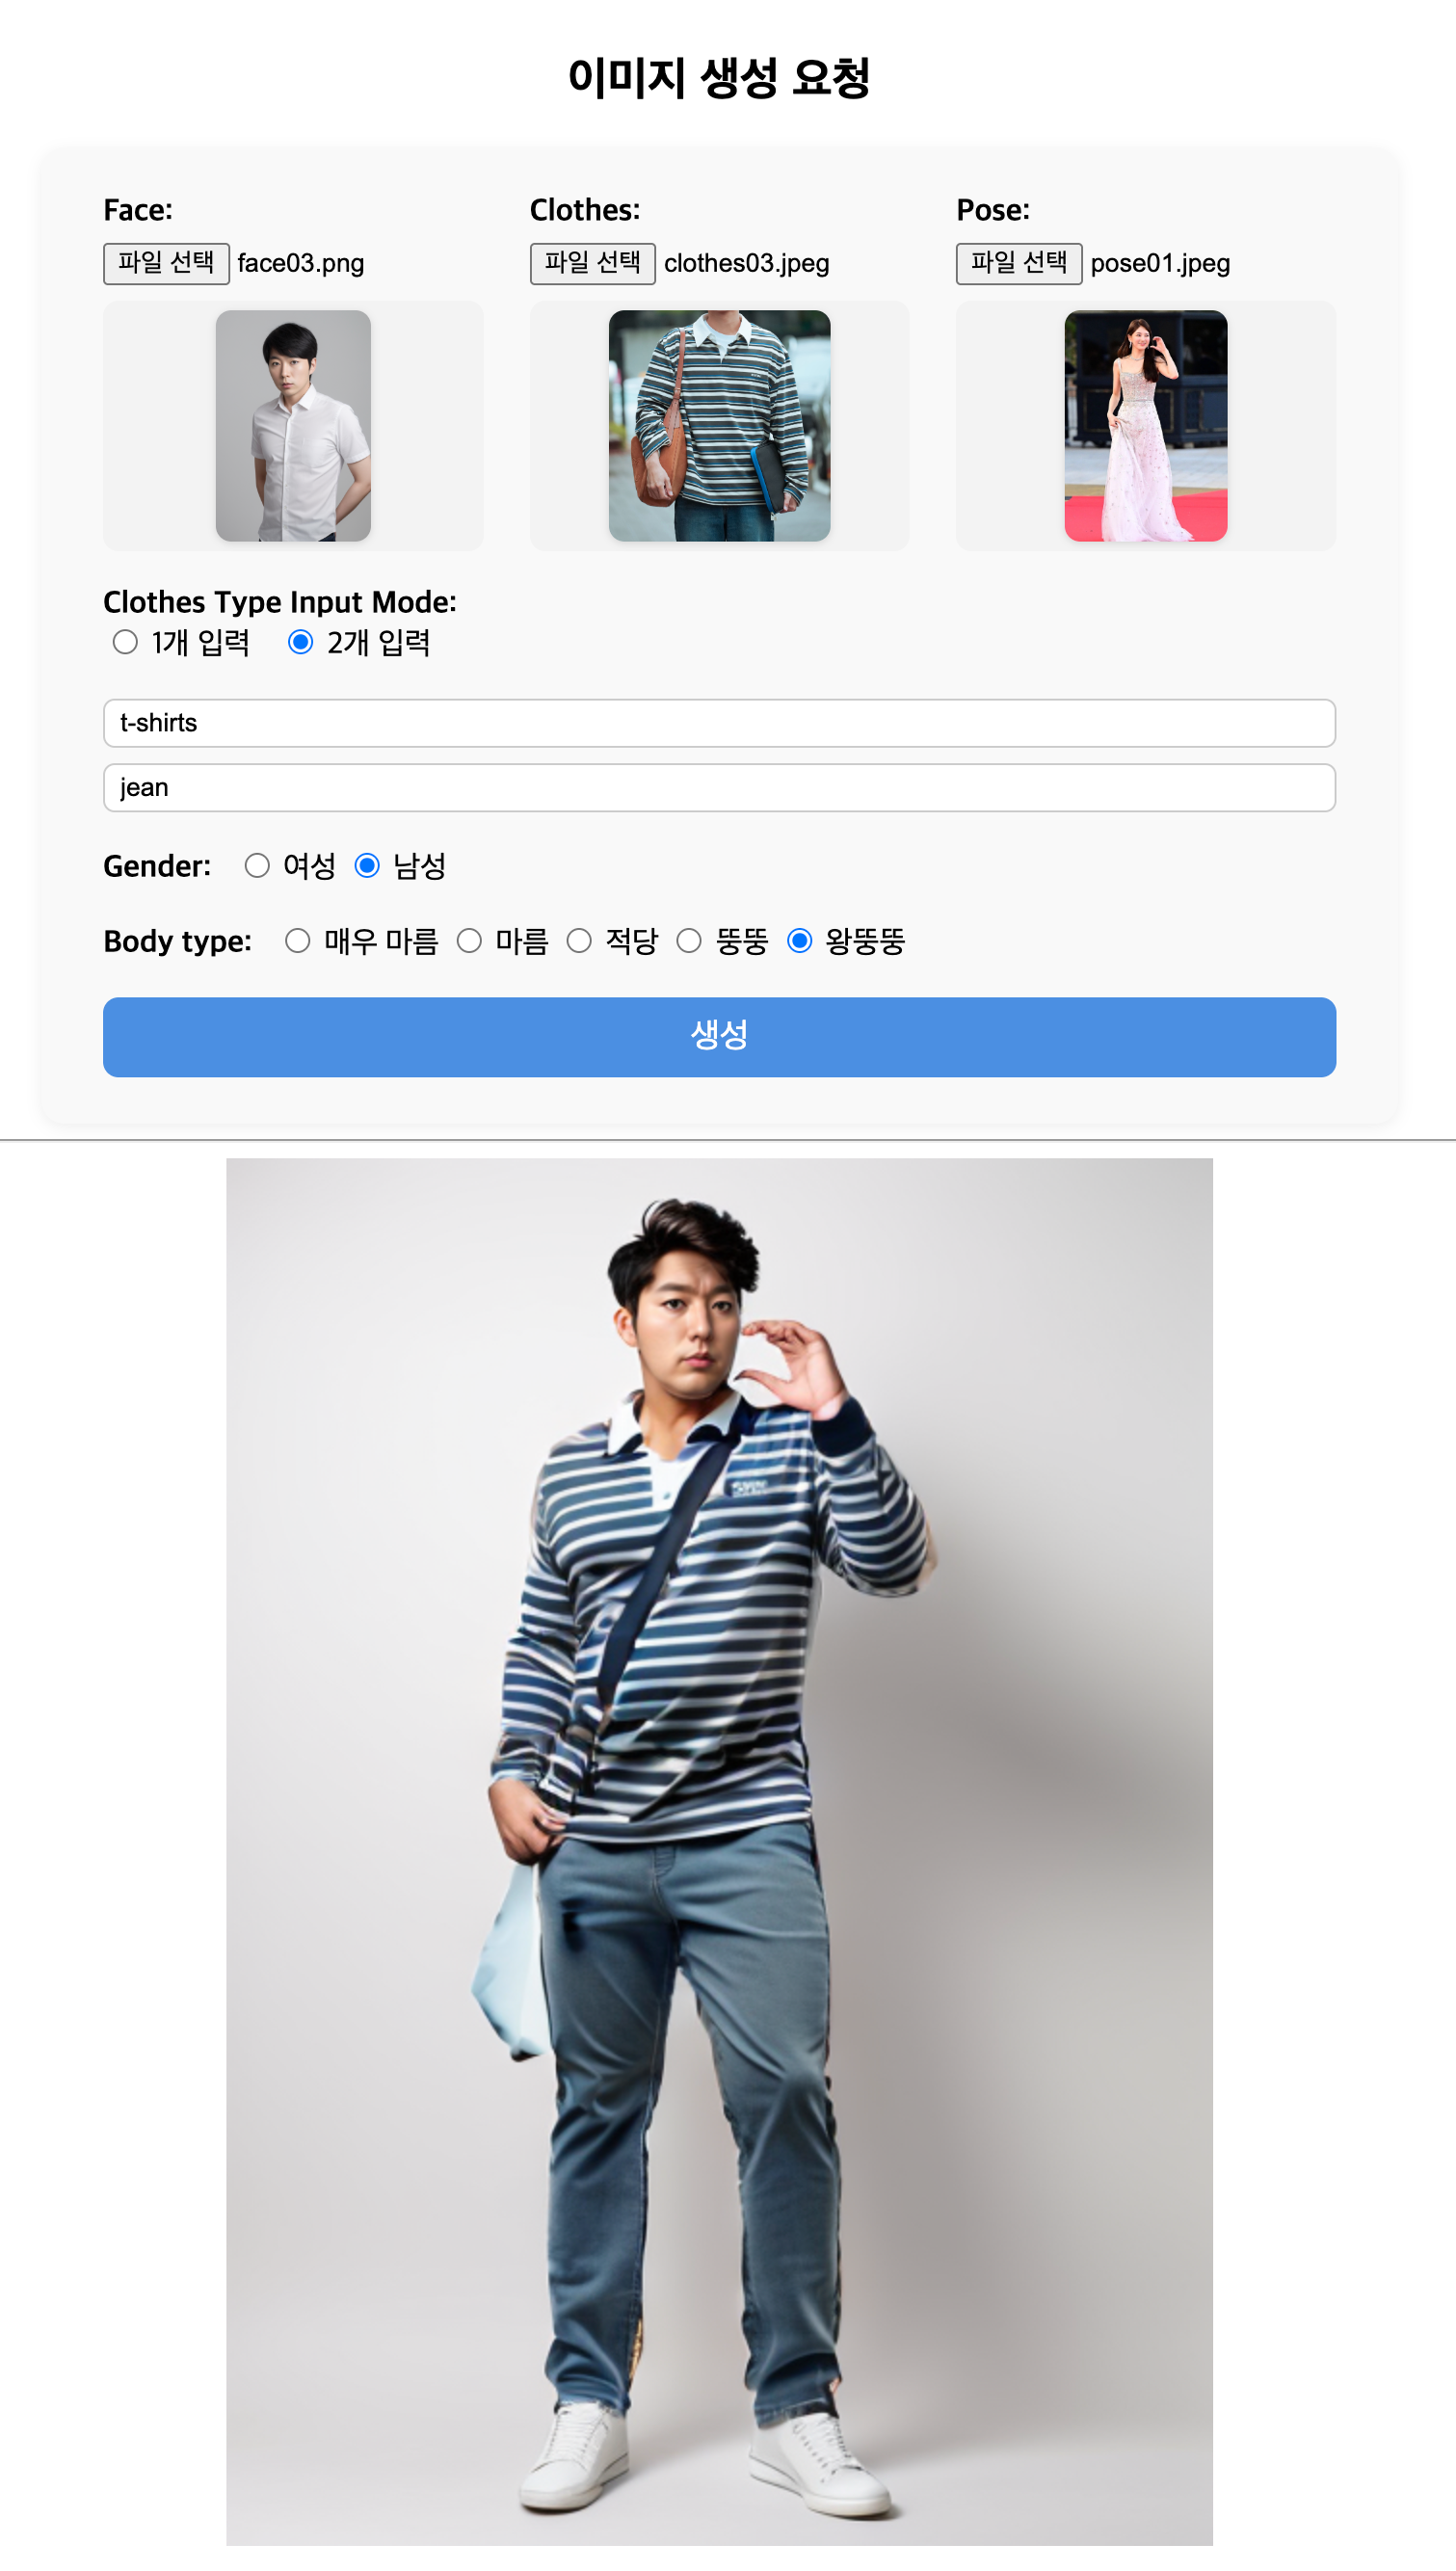 이미지 생성 요청
Face: Clothes: Pose:
파일 선택 face03.png 파일 선택 clothes03.jpeg 파일 선택 pose01.jpeg
Clothes Type Input Mode:
1개 입력 2개 입력
t-shirts
jean
Gender: 여성 남성
Body type: 매우 마름 마름 적당 뚱뚱 왕뚱뚱
생성